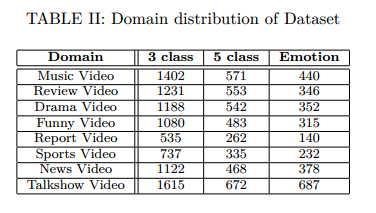 TABLE II: Domain distribution of Dataset
Domain 3 class 5 class Emotion
Music Video 1402 571 440
Review Video 1231 553 346
Drama Video 1188 542 352
Funny Video 1080 483 315
Report Video 535 262 140
Sports Video 737 335 232
News Video 1122 468 378
Talkshow Video 1615 672 687